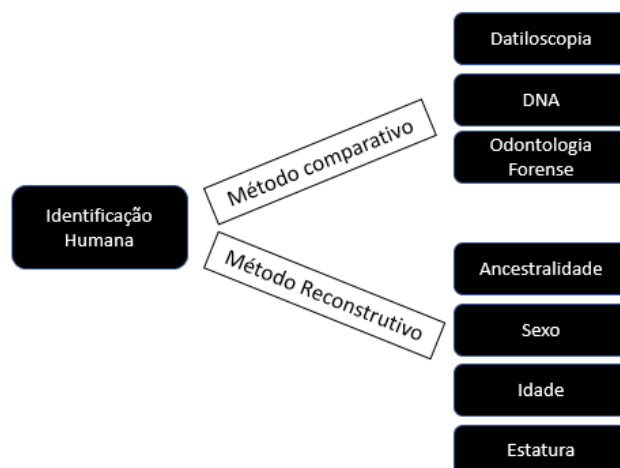 Identificação
Humana
Método comparativo
Datiloscopia
DNA
Odontologia
Forense
Método Reconstrutivo
Ancestralidade
Sexo
Idade
Estatura